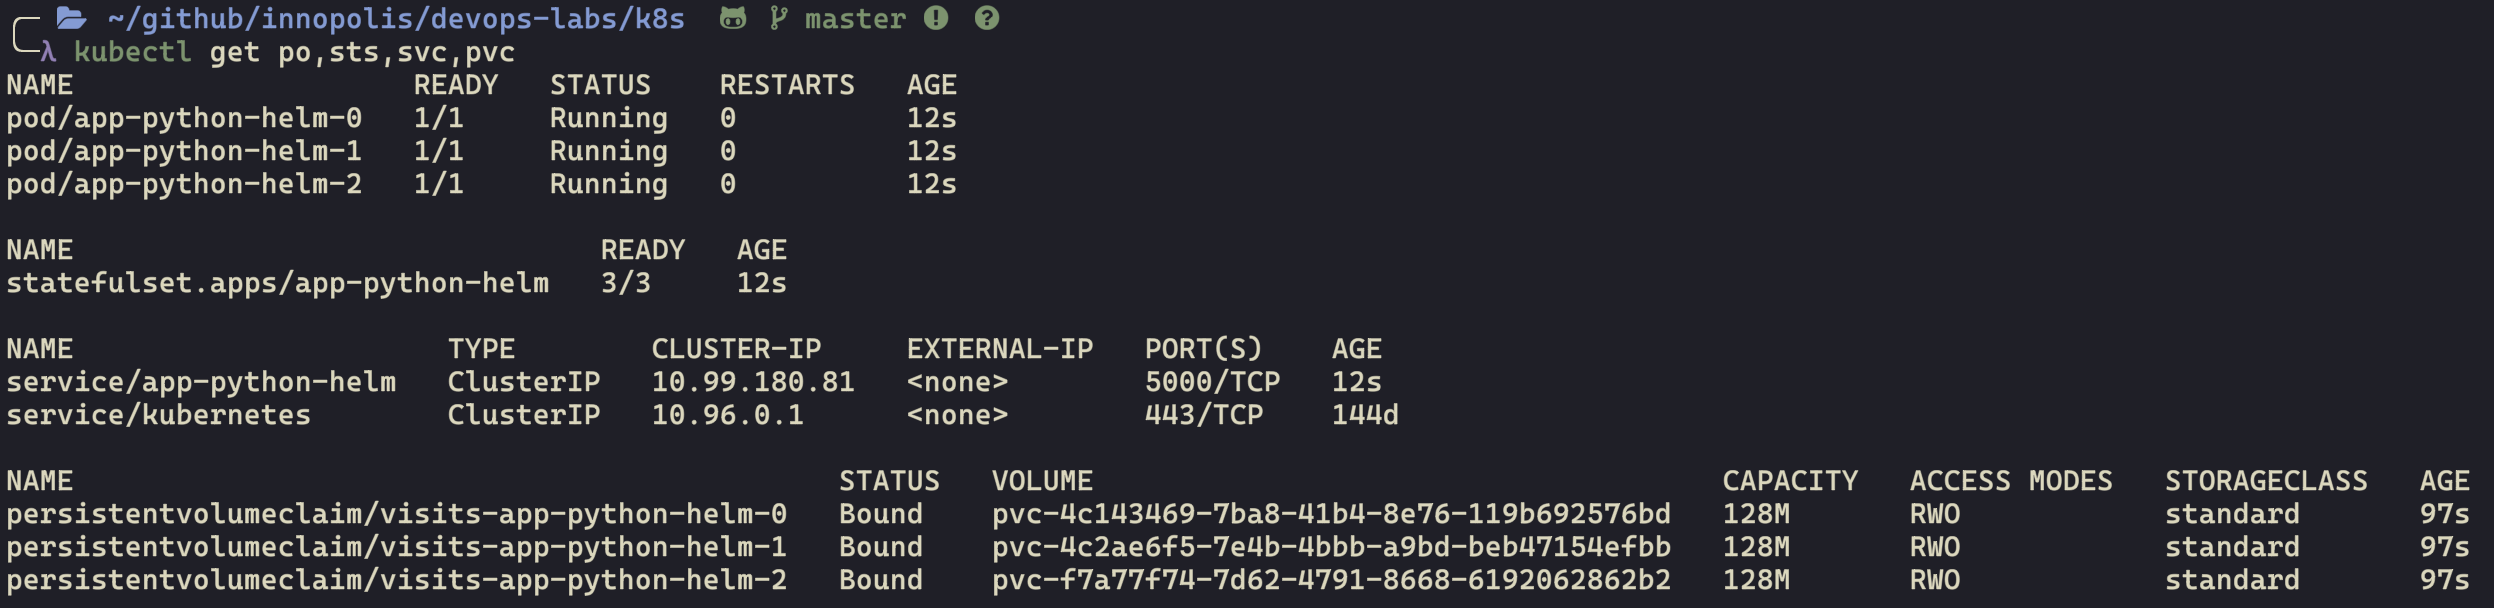 ~/github/innopolis/devops-labs/k8s master
λ kubectl get po,sts,svc,pvc
NAME READY STATUS RESTARTS AGE
pod/app-python-helm-0 1/1 Running 0 12s
pod/app-python-helm-1 1/1 Running 0 12s
pod/app-python-helm-2 1/1 Running 0 12s
NAME READY AGE
statefulset.apps/app-python-helm 3/3 12s
NAME TYPE CLUSTER-IP EXTERNAL-IP PORT(S) AGE
service/app-python-helm ClusterIP 10.99.180.81 <none> 5000/TCP 12s
service/kubernetes ClusterIP 10.96.0.1 <none> 443/TCP 144d
NAME STATUS VOLUME CAPACITY ACCESS MODES STORAGECLASS AGE
persistentvolumeclaim/visits-app-python-helm-0 Bound pvc-4c143469-7ba8-41b4-8e76-119b692576bd 128M RWO standard 97s
persistentvolumeclaim/visits-app-python-helm-1 Bound pvc-4c2ae6f5-7e4b-4bbb-a9bd-beb47154efbb 128M RWO standard 97s
persistentvolumeclaim/visits-app-python-helm-2 Bound pvc-f7a77f74-7d62-4791-8668-6192062862b2 128M RWO standard 97s